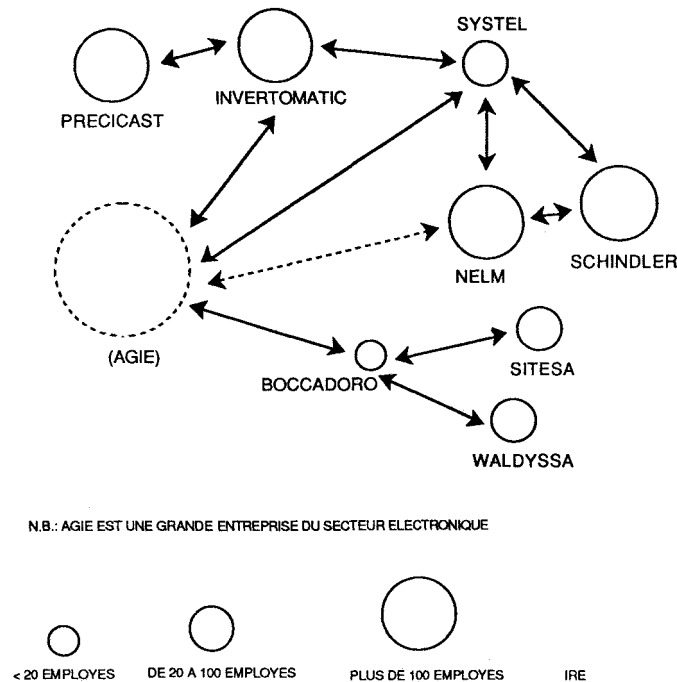 SYSTEL
PRECICAST
INVERTOMATIC
NELM
SCHINDLER
(AGIE)
BOCCADORO
SITESA
WALDYSSA
N.B.: AGIE EST UNE GRANDE ENTREPRISE DU SECTEUR ELECTRONIQUE
< 20 EMPLOYES
DE 20 A 100 EMPLOYES
PLUS DE 100 EMPLOYES
IRE